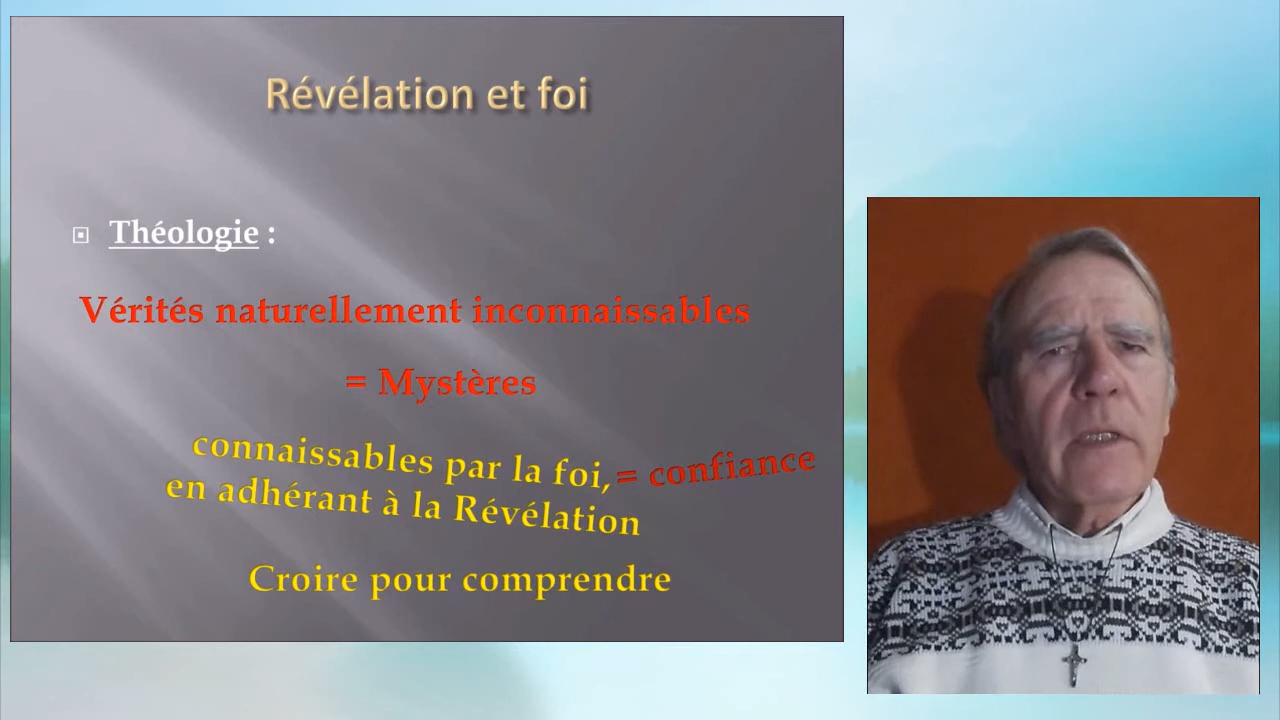 Révélation et foi
Théologie :
Vérités naturellement inconnaissables
= Mystères
connaissables par la foi, = confiance
en adhérant à la Révélation
Croire pour comprendre